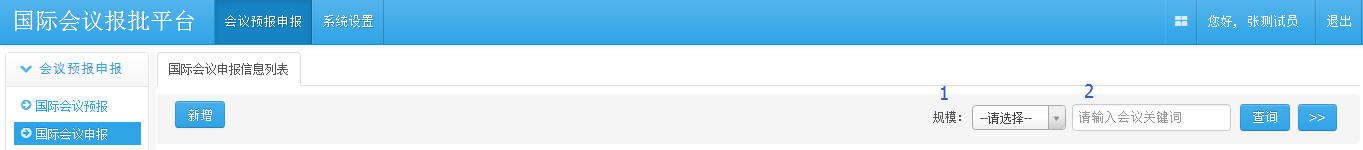 国际会议报批平台 会议预报申报 系统设置 您好, 张测试员 退出
会议预报申报 国际会议申报信息列表
1 2
国际会议预报 新增 规模: --请选择-- 请输入会议关键词 查询 >>
国际会议申报